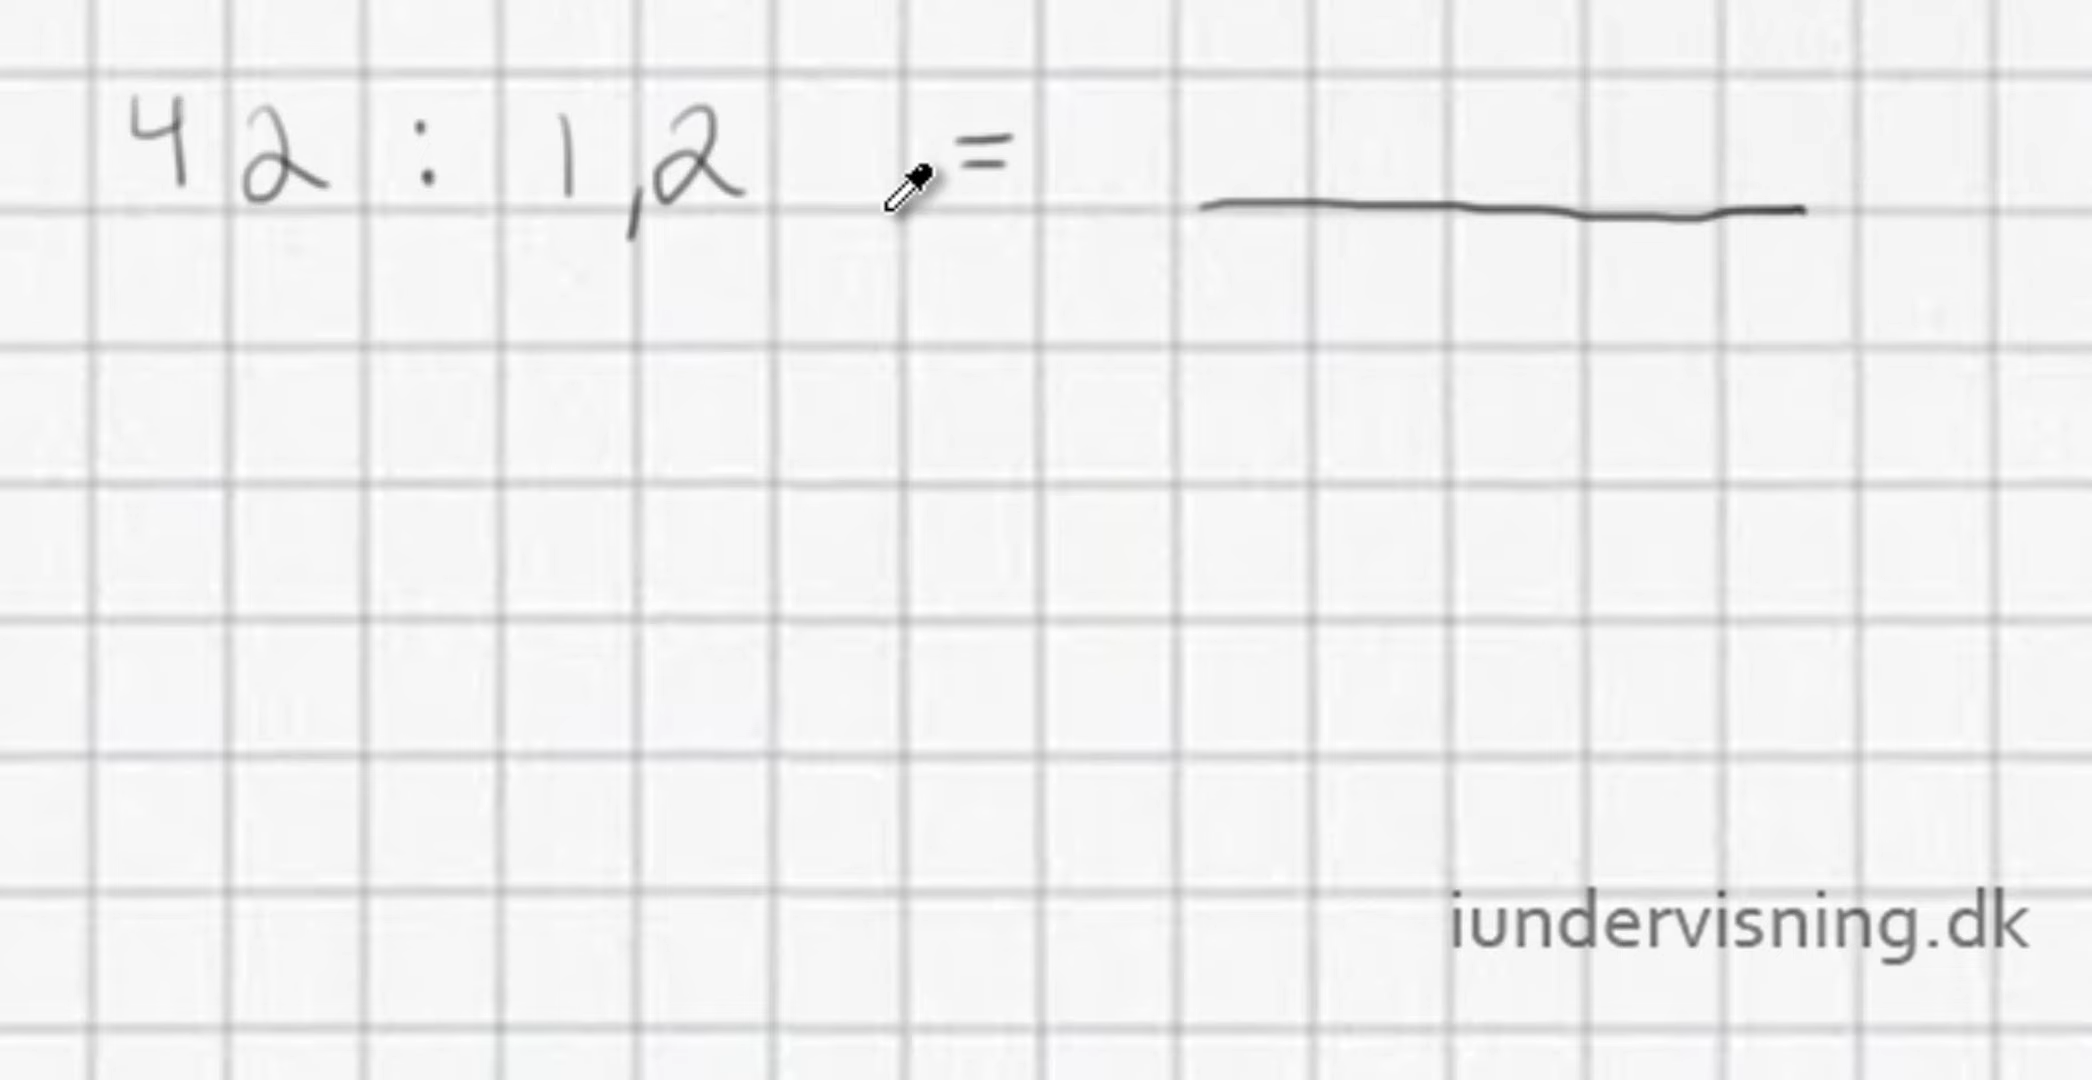 42 : 1,2 =
iundervisning.dk